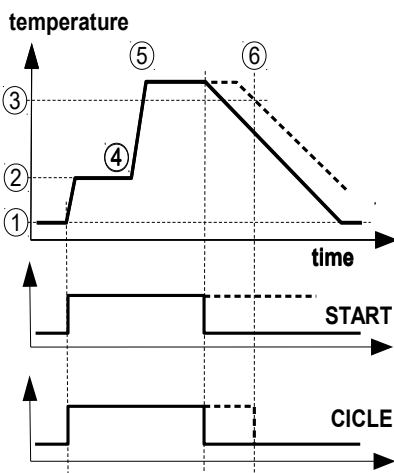 temperature
⑤
⑥
③
④
②
①
time
START
CICLE